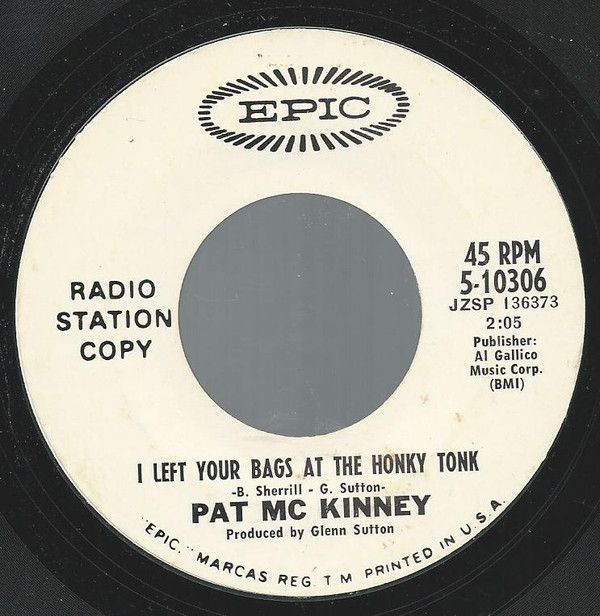 EPIC
RADIO
STATION
COPY
45 RPM
5-10306
JZSP 136373
2:05
Publisher:
Al Gallico
Music Corp.
(BMI)
I LEFT YOUR BAGS AT THE HONKY TONK
-B. Sherrill - G. Sutton-
PAT MC KINNEY
Produced by Glenn Sutton
"EPIC," MARCAS REG. T M PRINTED IN U.S.A.